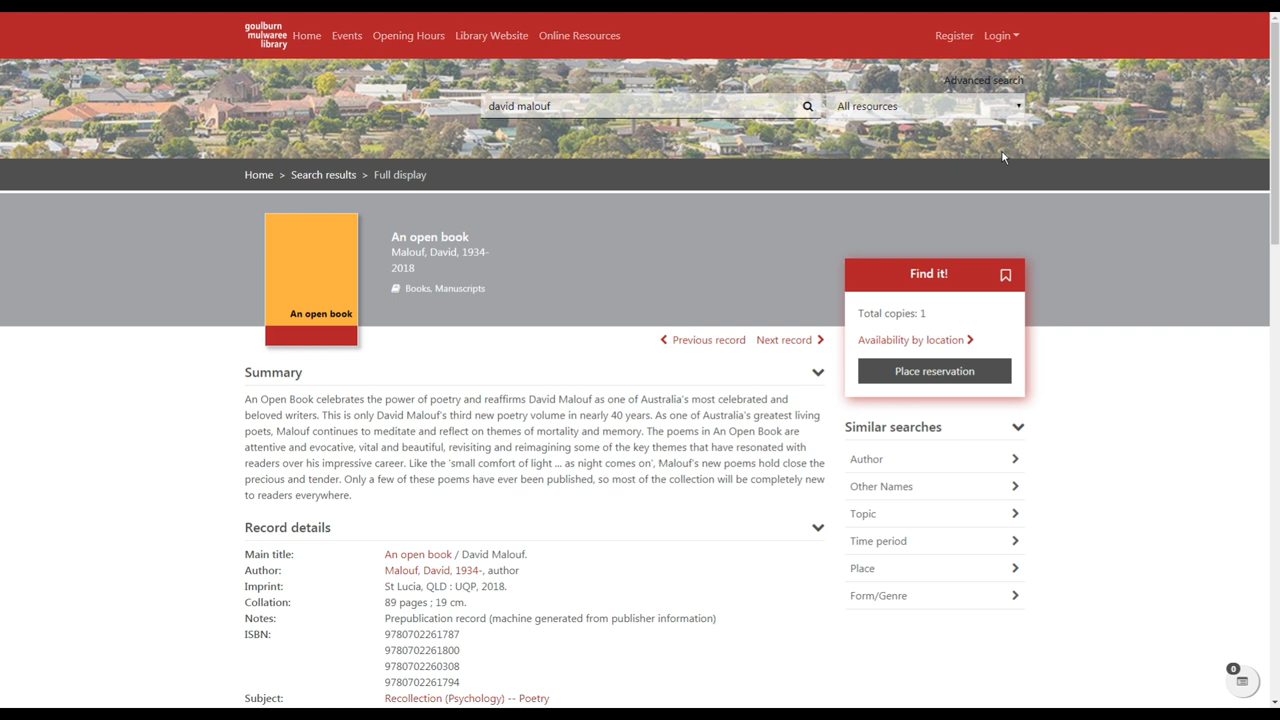 goulburn
mulwaree
library
Home Events Opening Hours Library Website Online Resources
Register Login
Advanced search
david malouf
All resources
Home > Search results > Full display
An open book
An open book
Malouf, David, 1934-
2018
Books, Manuscripts
Find it!
Total copies: 1
Availability by location
Place reservation
Previous record Next record
Summary
An Open Book celebrates the power of poetry and reaffirms David Malouf as one of Australia's most celebrated and
beloved writers. This is only David Malouf's third new poetry volume in nearly 40 years. As one of Australia's greatest living
poets, Malouf continues to meditate and reflect on themes of mortality and memory. The poems in An Open Book are
attentive and evocative, vital and beautiful, revisiting and reimagining some of the key themes that have resonated with
readers over his impressive career. Like the 'small comfort of light ... as night comes on', Malouf's new poems hold close the
precious and tender. Only a few of these poems have ever been published, so most of the collection will be completely new
to readers everywhere.
Similar searches
Author
Other Names
Topic
Time period
Place
Form/Genre
Record details
Main title: An open book / David Malouf.
Author: Malouf, David, 1934-, author
Imprint: St Lucia, QLD : UQP, 2018.
Collation: 89 pages ; 19 cm.
Notes: Prepublication record (machine generated from publisher information)
ISBN: 9780702261787
9780702261800
9780702260308
9780702261794
Subject: Recollection (Psychology) -- Poetry
0